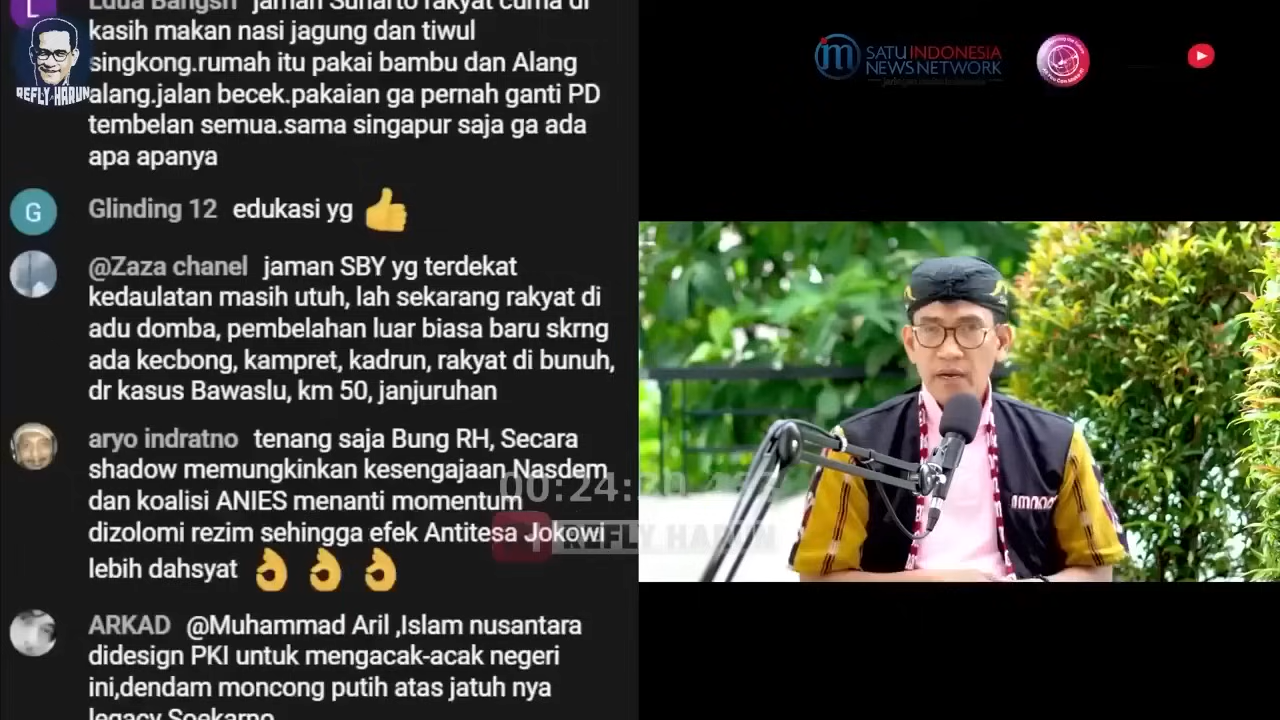 jaman Suharto rakyat cuma di
kasih makan nasi jagung dan tiwul
singkong.rumah itu pakai bambu dan Alang
alang.jalan becek.pakaian ga pernah ganti PD
tembelan semua.sama singapur saja ga ada
apa apanya
L
REFLY HARUN
G
Glinding 12 edukasi yg 👍
@Zaza chanel jaman SBY yg terdekat
kedaulatan masih utuh, lah sekarang rakyat di
adu domba, pembelahan luar biasa baru skrng
ada kecbong, kampret, kadrun, rakyat di bunuh,
dr kasus Bawaslu, km 50, janjuruhan
aryo indratno tenang saja Bung RH, Secara
shadow memungkinkan kesengajaan Nasdem
dan koalisi ANIES menanti momentum
dizolomi rezim sehingga efek Antitesa Jokowi
lebih dahsyat 👌👌👌
ARKAD @Muhammad Aril ,Islam nusantara
didesign PKI untuk mengacak-acak negeri
ini,dendam moncong putih atas jatuh nya
legacy Soekarno
SATU INDONESIA
NEWS NETWORK
REFLY HARUN